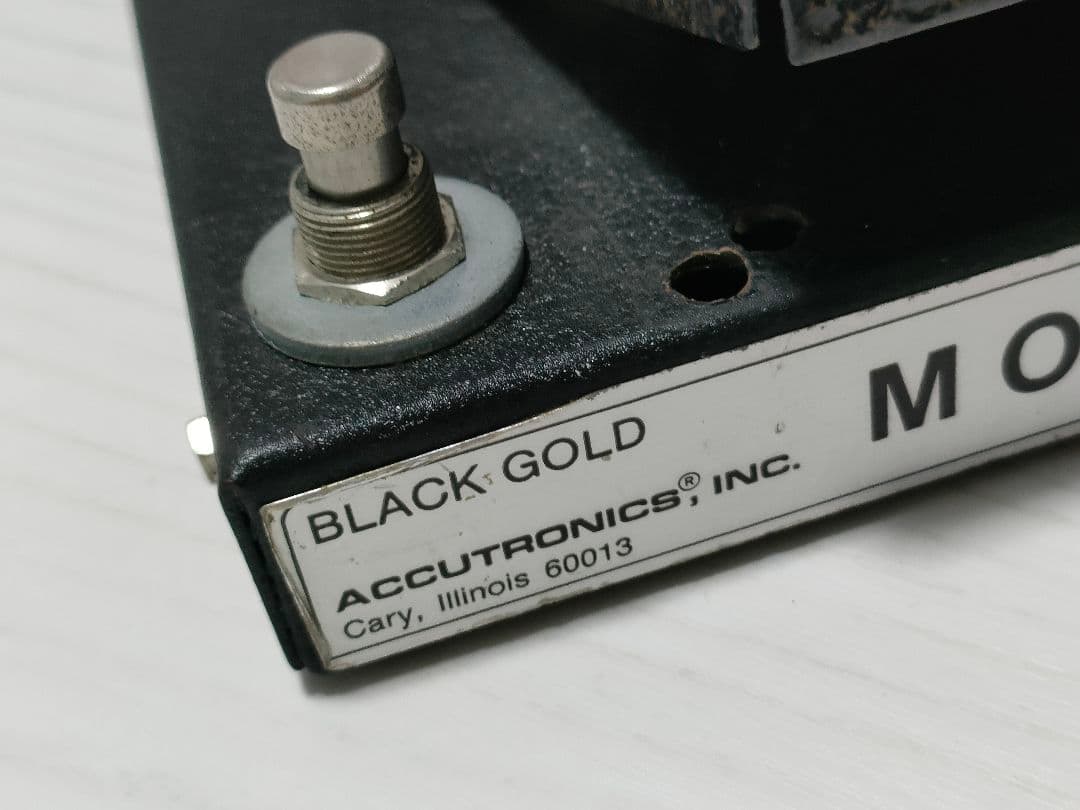 BLACK GOLD
ACCUTRONICS®, INC.
Cary, Illinois 60013
MO